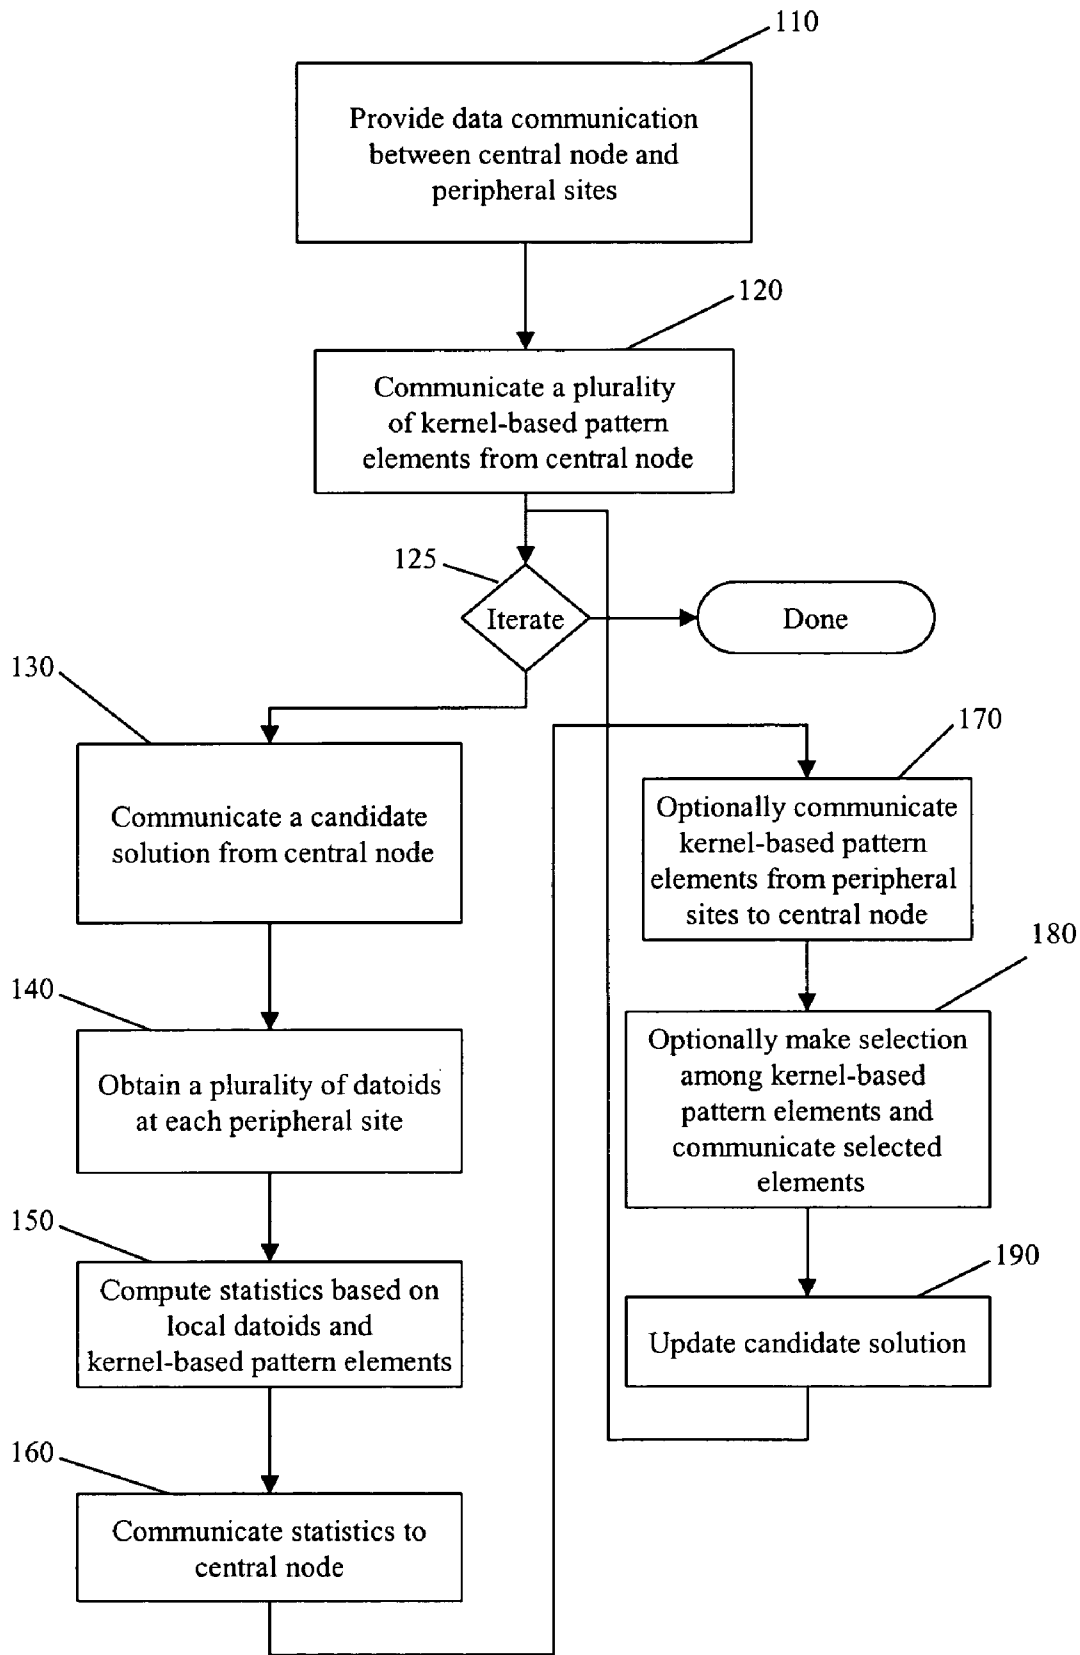 110
Provide data communication
between central node and
peripheral sites
120
Communicate a plurality
of kernel-based pattern
elements from central node
125
Iterate
Done
130
Communicate a candidate
solution from central node
140
Obtain a plurality of datoids
at each peripheral site
150
Compute statistics based on
local datoids and
kernel-based pattern elements
160
Communicate statistics to
central node
170
Optionally communicate
kernel-based pattern
elements from peripheral
sites to central node
180
Optionally make selection
among kernel-based
pattern elements and
communicate selected
elements
190
Update candidate solution